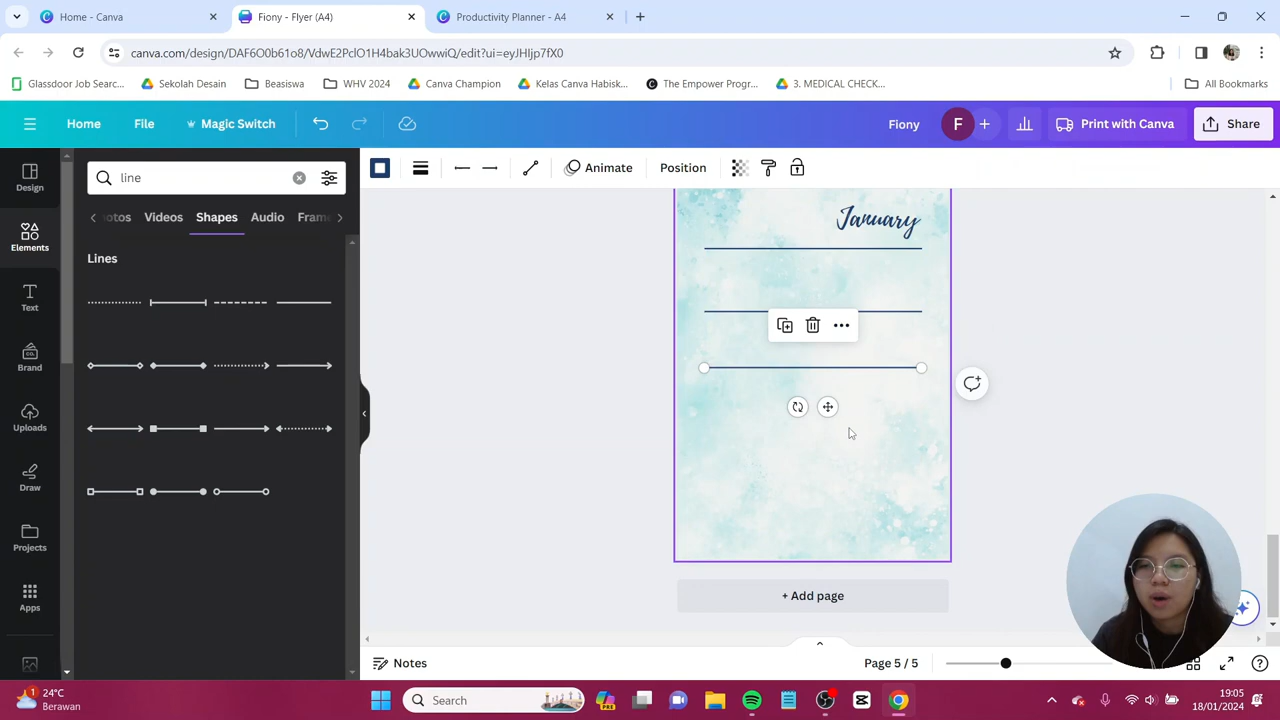 Home - Canva
Fiony - Flyer (A4)
Productivity Planner - A4
canva.com/design/DAF6O0b61o8/VdwE2PclO1H4bak3UOwwiQ/edit?ui=eyJHIjp7fX0
Glassdoor Job Searc...
Sekolah Desain
Beasiswa
WHV 2024
Canva Champion
Kelas Canva Habisk...
The Empower Progr...
3. MEDICAL CHECK...
All Bookmarks
Home
File
Magic Switch
Fiony
F
Print with Canva
Share
Design
Elements
Text
Brand
Uploads
Draw
Projects
Apps
line
otos
Videos
Shapes
Audio
Fram
Lines
Animate
Position
January
+ Add page
Notes
Page 5 / 5
1
24°C
Berawan
Search
PRE
19:05
18/01/2024